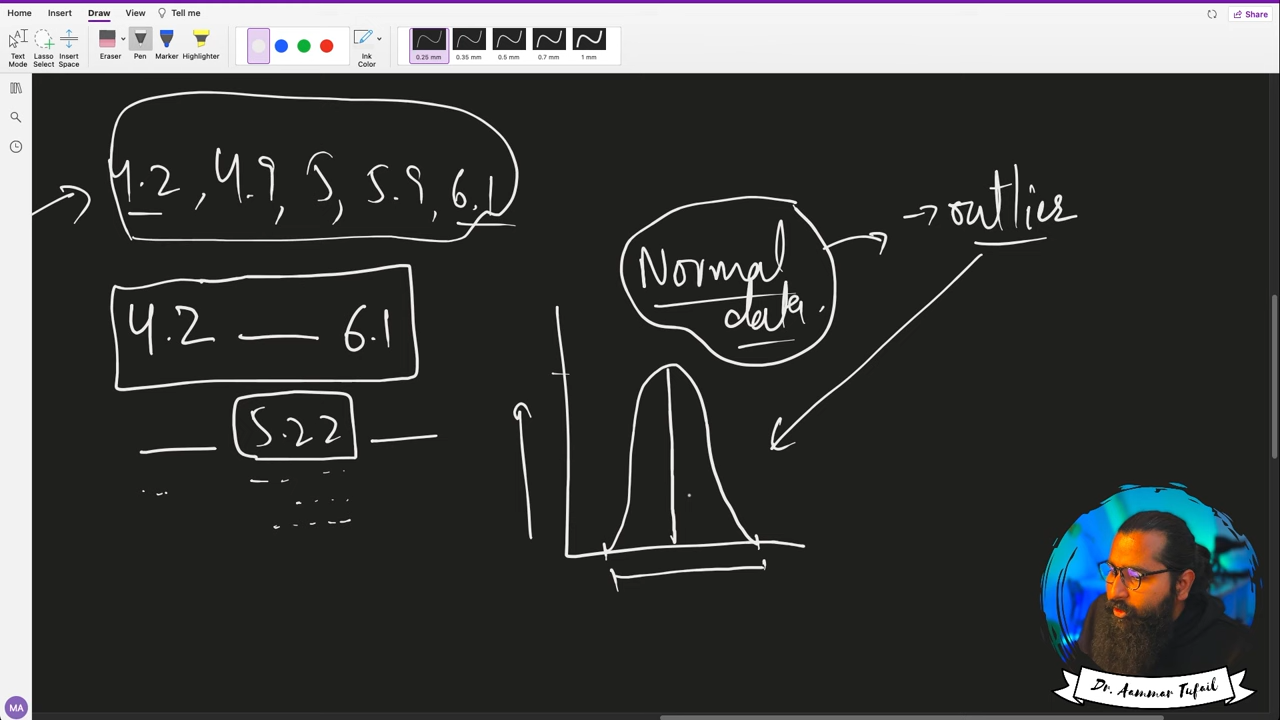 Home Insert Draw View Tell me
Share
Text Mode
Lasso Select
Insert Space
Eraser
Pen
Marker
Highlighter
Ink Color
0.25 mm
0.35 mm
0.5 mm
0.7 mm
1 mm
4.2, 4.9, 5, 5.9, 6.1
→ outlier
Normal
data.
4.2 — 6.1
5.22
MA
Dr. Aammar Tufail